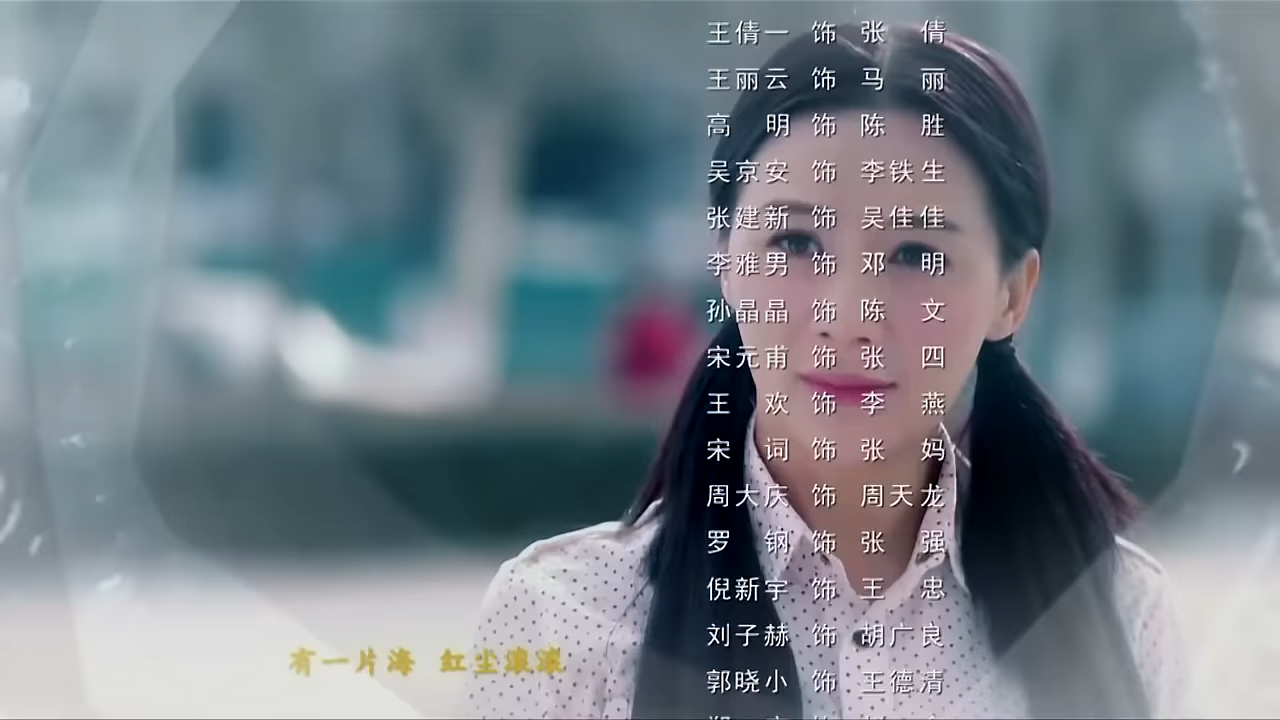 王倩一 饰 张倩
王丽云 饰 马丽
高明 饰 陈胜
吴京安 饰 李铁生
张建新 饰 吴佳佳
李雅男 饰 邓明
孙晶晶 饰 陈文
宋元甫 饰 张四
王欢 饰 李燕
宋词 饰 张妈
周大庆 饰 周天龙
罗钢 饰 张强
倪新宇 饰 王忠
刘子赫 饰 胡广良
有一片海 红尘滚滚
郭晓小 饰 王德清